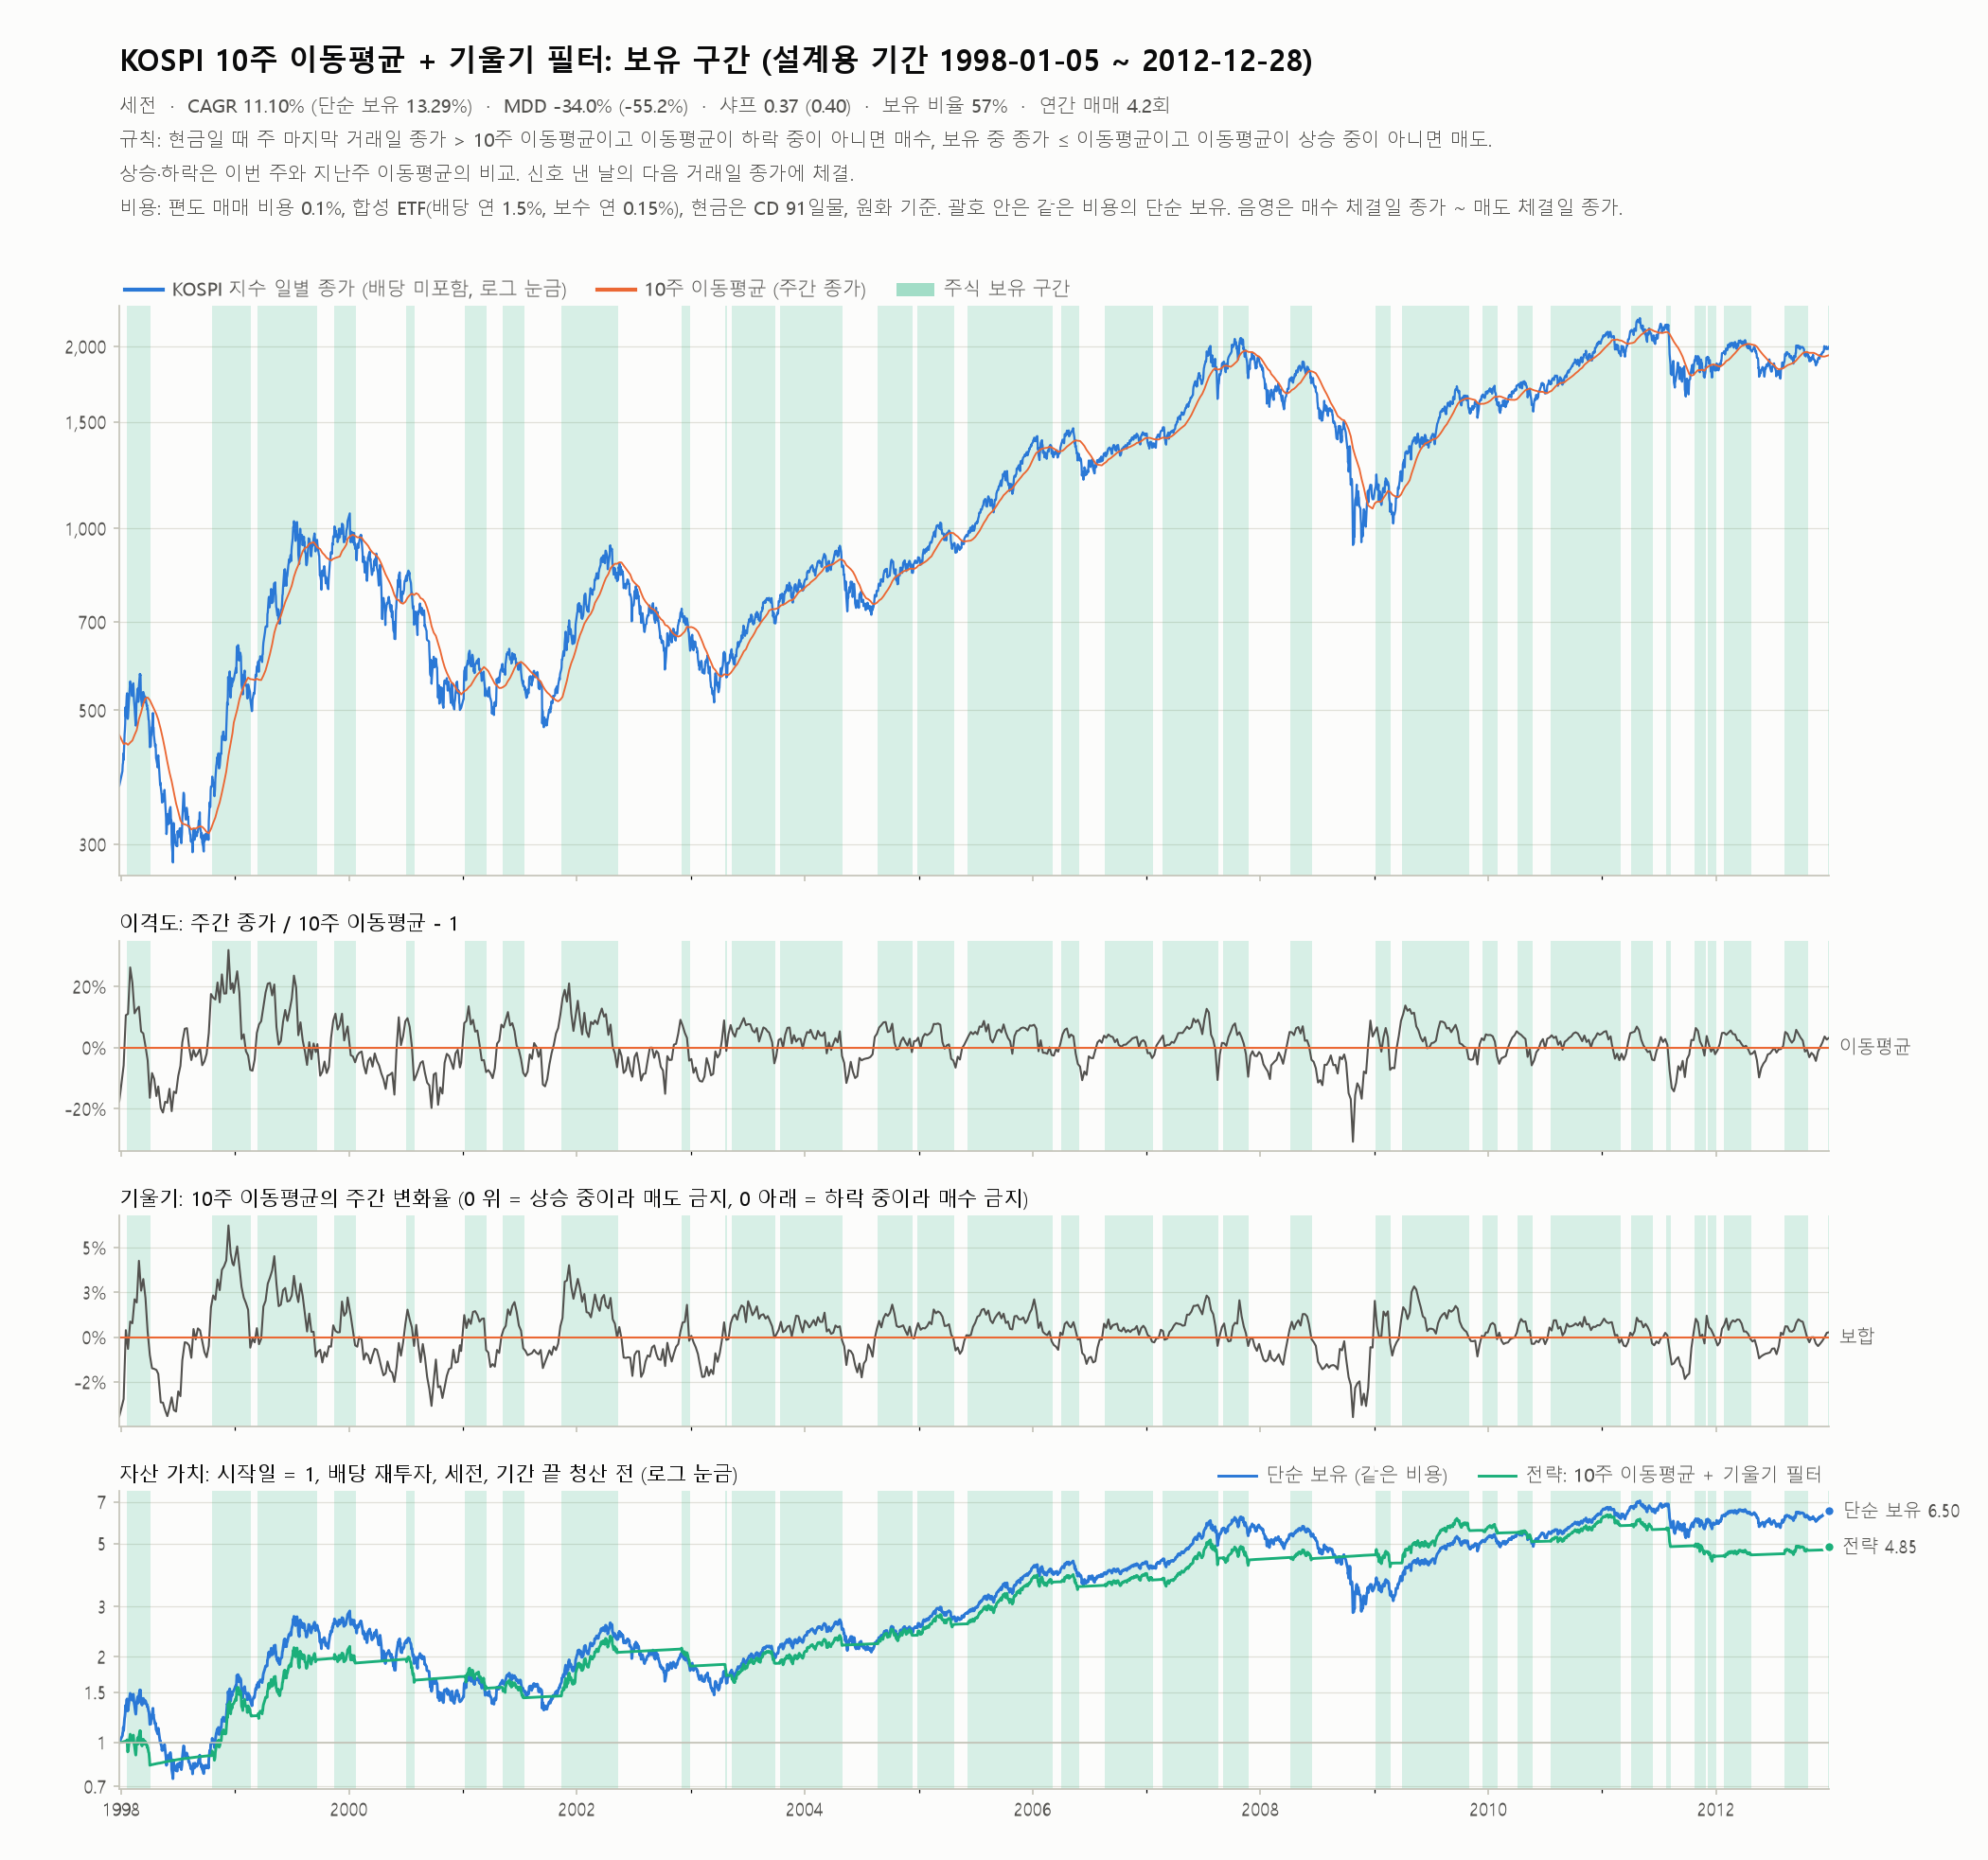 KOSPI 10주 이동평균 + 기울기 필터: 보유 구간 (설계용 기간 1998-01-05 ~ 2012-12-28)
세전 · CAGR 11.10% (단순 보유 13.29%) · MDD -34.0% (-55.2%) · 샤프 0.37 (0.40) · 보유 비율 57% · 연간 매매 4.2회
규칙: 현금일 때 주 마지막 거래일 종가 > 10주 이동평균이고 이동평균이 하락 중이 아니면 매수, 보유 중 종가 ≤ 이동평균이고 이동평균이 상승 중이 아니면 매도.
상승·하락은 이번 주와 지난주 이동평균의 비교. 신호 낸 날의 다음 거래일 종가에 체결.
비용: 편도 매매 비용 0.1%, 합성 ETF(배당 연 1.5%, 보수 연 0.15%), 현금은 CD 91일물, 원화 기준. 괄호 안은 같은 비용의 단순 보유. 음영은 매수 체결일 종가 ~ 매도 체결일 종가.
KOSPI 지수 일별 종가 (배당 미포함, 로그 눈금) 10주 이동평균 (주간 종가) 주식 보유 구간
2,000
1,500
1,000
700
500
300
이격도: 주간 종가 / 10주 이동평균 - 1
20%
0%
이동평균
-20%
기울기: 10주 이동평균의 주간 변화율 (0 위 = 상승 중이라 매도 금지, 0 아래 = 하락 중이라 매수 금지)
5%
3%
0%
보합
-2%
자산 가치: 시작일 = 1, 배당 재투자, 세전, 기간 끝 청산 전 (로그 눈금)
단순 보유 (같은 비용) 전략: 10주 이동평균 + 기울기 필터
7
단순 보유 6.50
5
전략 4.85
3
2
1.5
1
0.7
1998 2000 2002 2004 2006 2008 2010 2012